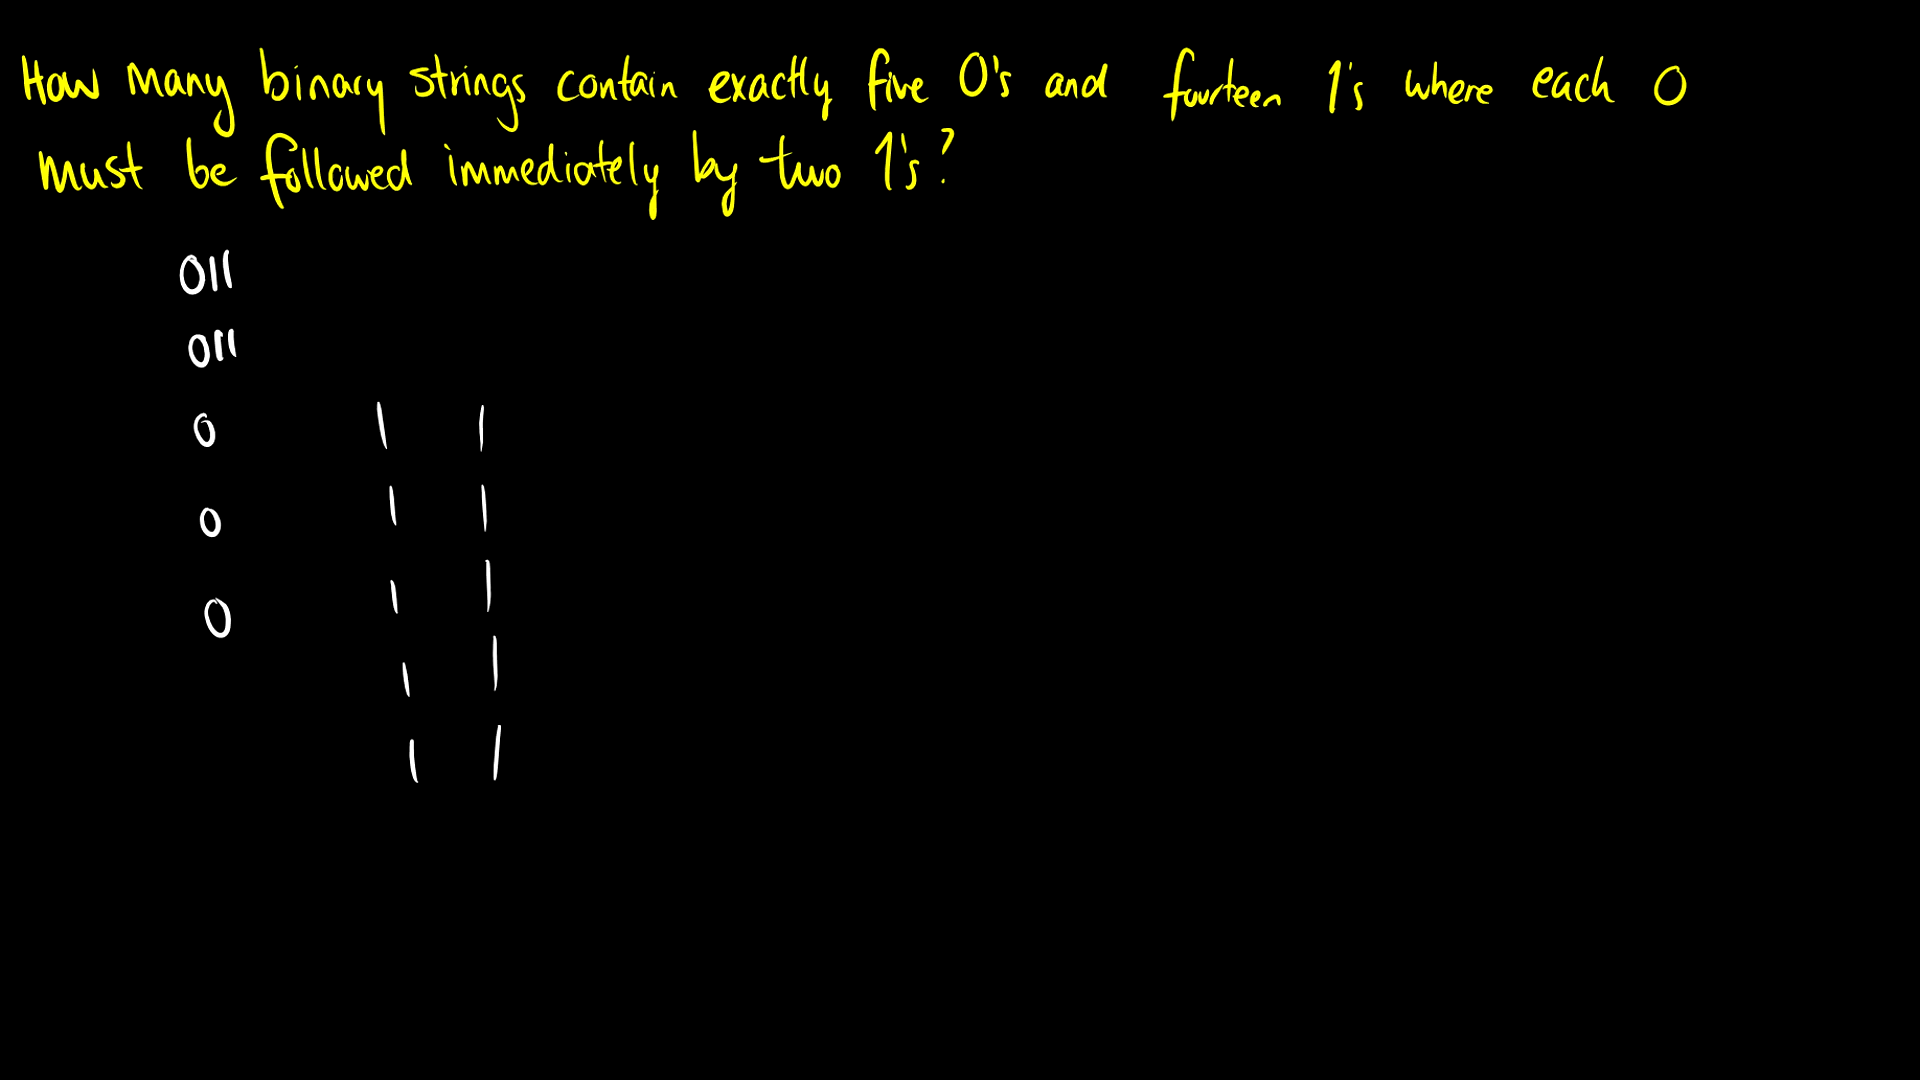 How many binary strings contain exactly five 0's and fourteen 1's where each 0
must be followed immediately by two 1's?
011
011
0 1 1
0 1 1
0 1 1
1 1
1 1